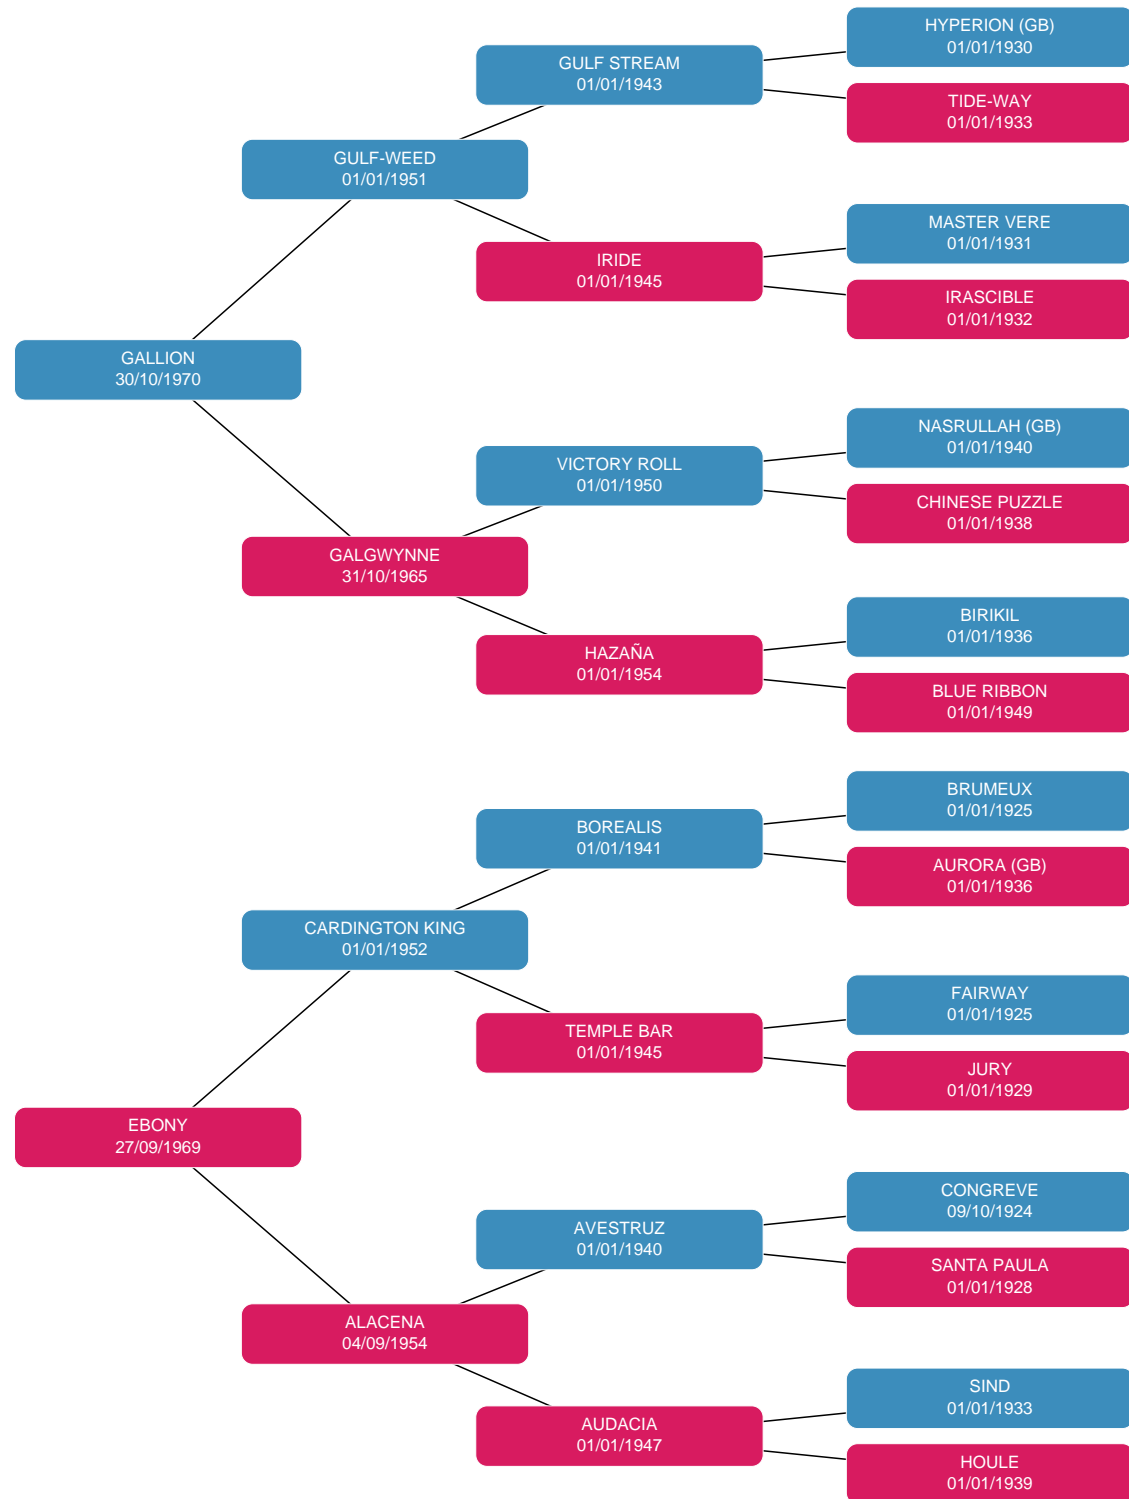 HYPERION (GB)
01/01/1930
GULF STREAM
01/01/1943
TIDE-WAY
01/01/1933
GULF-WEED
01/01/1951
MASTER VERE
01/01/1931
IRIDE
01/01/1945
IRASCIBLE
01/01/1932
GALLION
30/10/1970
NASRULLAH (GB)
01/01/1940
VICTORY ROLL
01/01/1950
CHINESE PUZZLE
01/01/1938
GALGWYNNE
31/10/1965
BIRIKIL
01/01/1936
HAZAÑA
01/01/1954
BLUE RIBBON
01/01/1949
BRUMEUX
01/01/1925
BOREALIS
01/01/1941
AURORA (GB)
01/01/1936
CARDINGTON KING
01/01/1952
FAIRWAY
01/01/1925
TEMPLE BAR
01/01/1945
JURY
01/01/1929
EBONY
27/09/1969
CONGREVE
09/10/1924
AVESTRUZ
01/01/1940
SANTA PAULA
01/01/1928
ALACENA
04/09/1954
SIND
01/01/1933
AUDACIA
01/01/1947
HOULE
01/01/1939